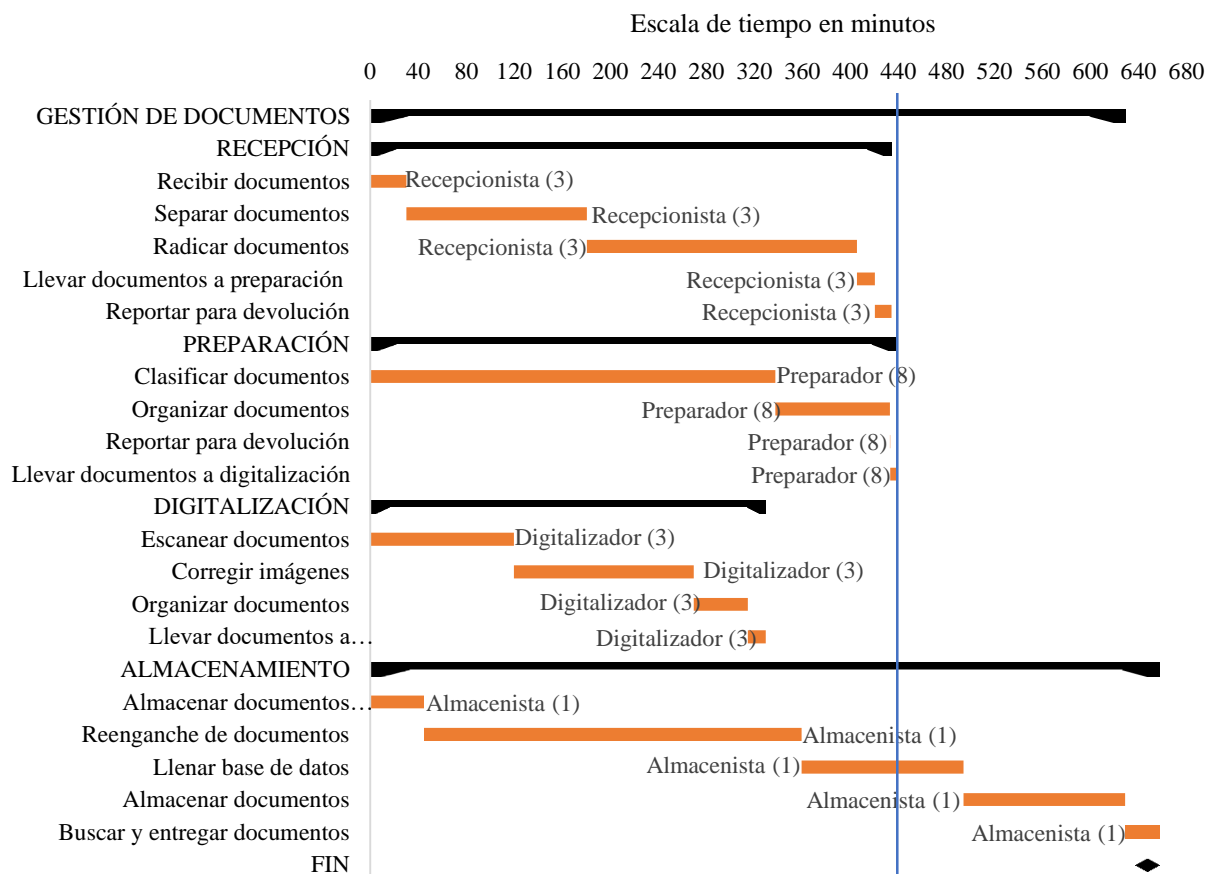 Escala de tiempo en minutos
0 40 80 120 160 200 240 280 320 360 400 440 480 520 560 600 640 680
GESTIÓN DE DOCUMENTOS
RECEPCIÓN
Recibir documentos Recepcionista (3)
Separar documentos Recepcionista (3)
Radicar documentos Recepcionista (3)
Llevar documentos a preparación Recepcionista (3)
Reportar para devolución Recepcionista (3)
PREPARACIÓN
Clasificar documentos Preparador (8)
Organizar documentos Preparador (8)
Reportar para devolución Preparador (8)
Llevar documentos a digitalización Preparador (8)
DIGITALIZACIÓN
Escanear documentos Digitalizador (3)
Corregir imágenes Digitalizador (3)
Organizar documentos Digitalizador (3)
Llevar documentos a… Digitalizador (3)
ALMACENAMIENTO
Almacenar documentos… Almacenista (1)
Reenganche de documentos Almacenista (1)
Llenar base de datos Almacenista (1)
Almacenar documentos Almacenista (1)
Buscar y entregar documentos Almacenista (1)
FIN